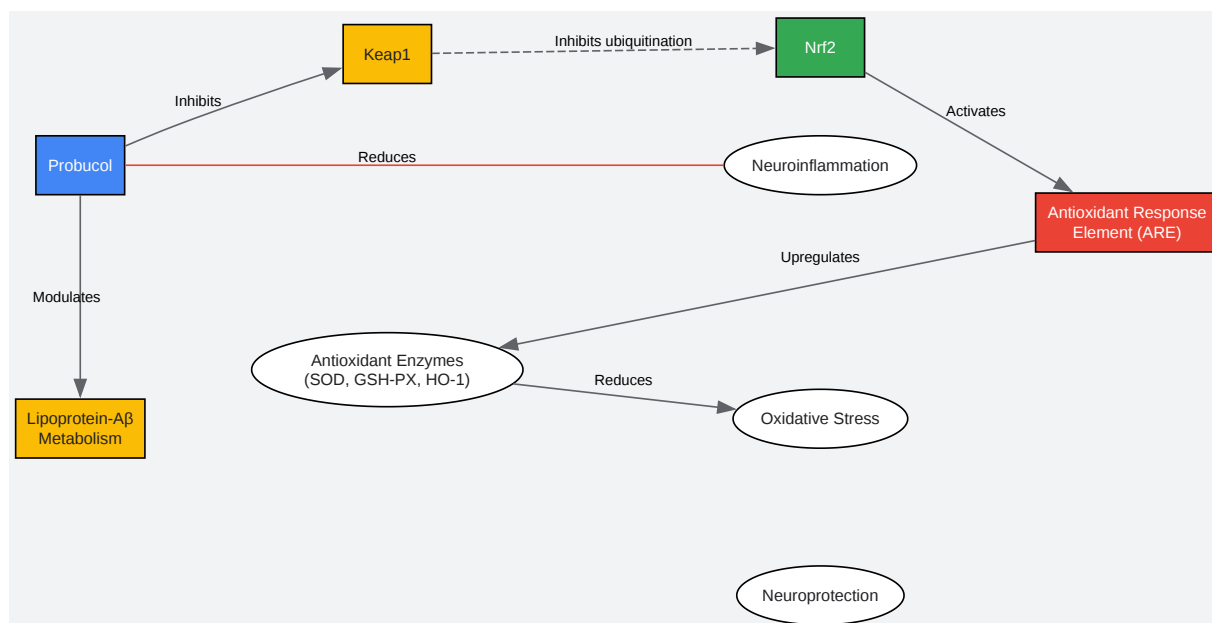 Keap1
Inhibits ubiquitination
Nrf2
Inhibits
Activates
Probucol
Reduces
Neuroinflammation
Antioxidant Response
Element (ARE)
Upregulates
Modulates
Antioxidant Enzymes
(SOD, GSH-PX, HO-1)
Reduces
Oxidative Stress
Lipoprotein-Aβ
Metabolism
Neuroprotection